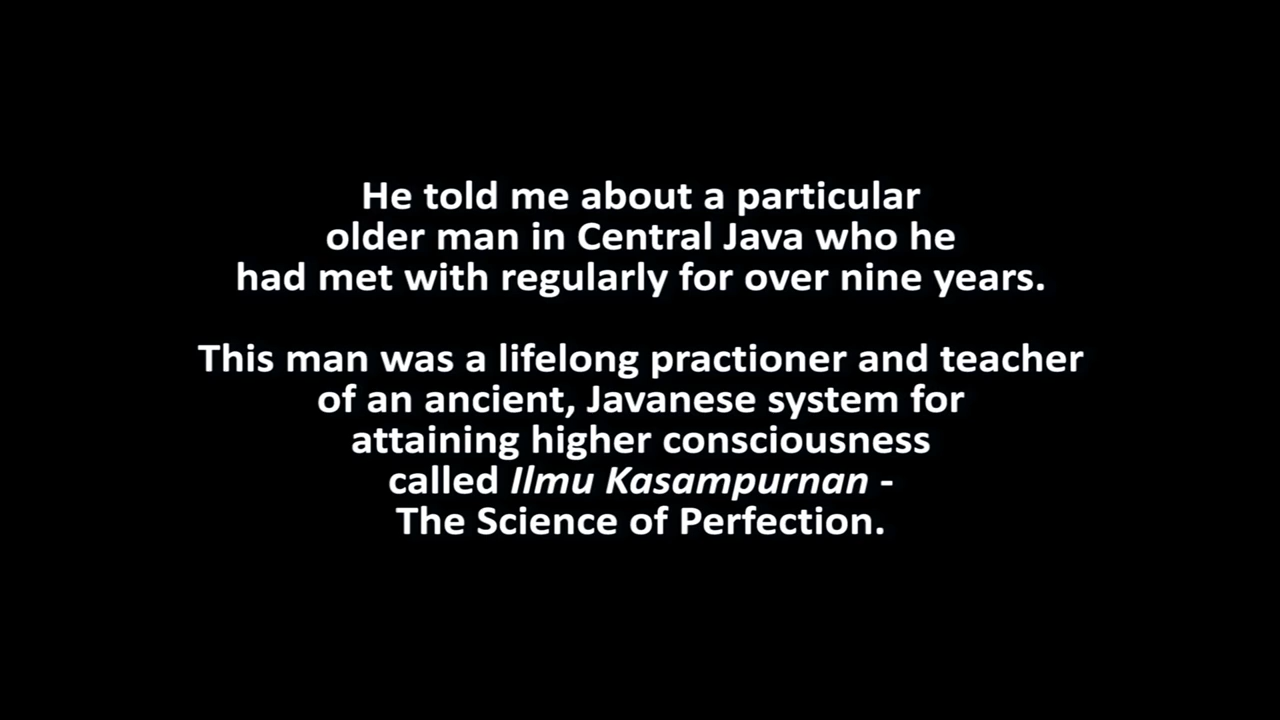 He told me about a particular
older man in Central Java who he
had met with regularly for over nine years.
This man was a lifelong practioner and teacher
of an ancient, Javanese system for
attaining higher consciousness
called Ilmu Kasampurnan -
The Science of Perfection.